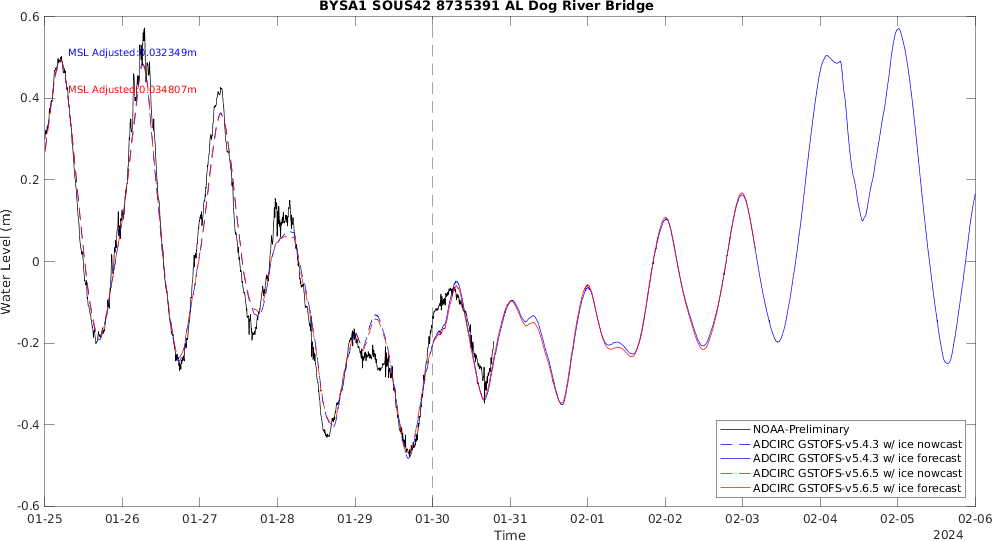 BYSA1 SOUS42 8735391 AL Dog River Bridge
0.6
MSL Adjusted:0.032349m
MSL Adjusted:0.034807m
0.4
0.2
0
-0.2
-0.4
-0.6
Water Level (m)
NOAA-Preliminary
ADCIRC GSTOFS-v5.4.3 w/ ice nowcast
ADCIRC GSTOFS-v5.4.3 w/ ice forecast
ADCIRC GSTOFS-v5.6.5 w/ ice nowcast
ADCIRC GSTOFS-v5.6.5 w/ ice forecast
01-25 01-26 01-27 01-28 01-29 01-30 01-31 02-01 02-02 02-03 02-04 02-05 02-06
Time
2024